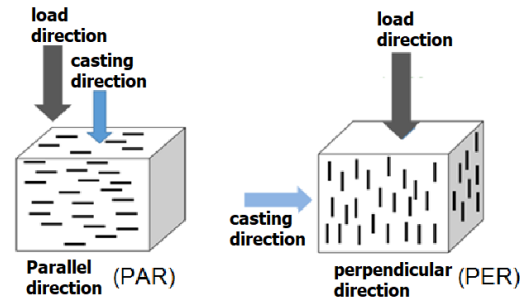 load
direction
casting
direction
Parallel
direction (PAR)
load
direction
casting
direction
perpendicular (PER)
direction